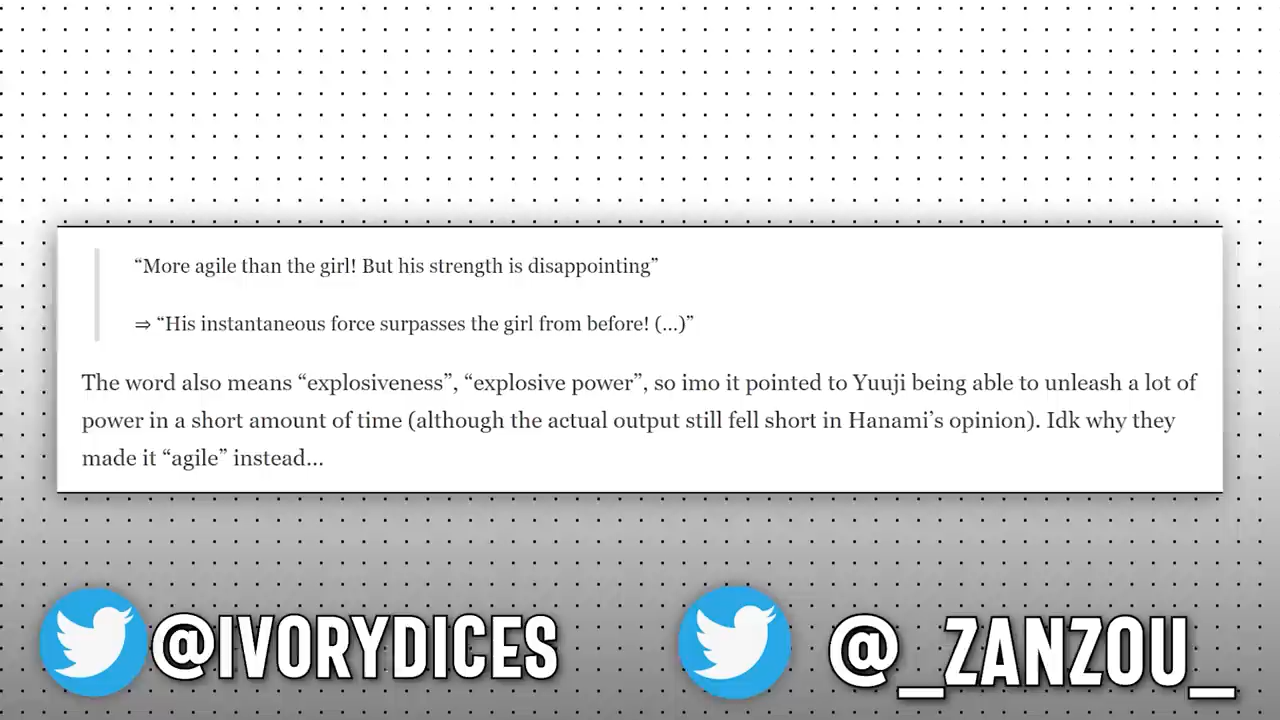 “More agile than the girl! But his strength is disappointing”
⇒ “His instantaneous force surpasses the girl from before! (...)”
The word also means “explosiveness”, “explosive power”, so imo it pointed to Yuuji being able to unleash a lot of
power in a short amount of time (although the actual output still fell short in Hanami’s opinion). Idk why they
made it “agile” instead...
@IVORYDICES
@_ZANZOU_